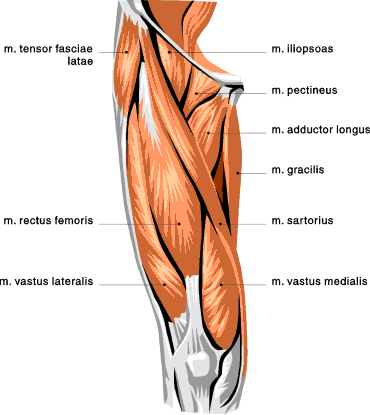 m. tensor fasciae
latae
m. rectus femoris
m. vastus lateralis
m. iliopsoas
m. pectineus
m. adductor longus
m. gracilis
m. sartorius
m. vastus medialis